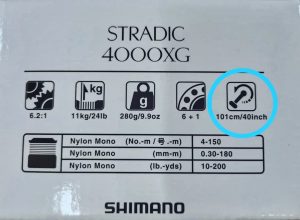 STRADIC
4000XG
kg
g
6.2:1 11kg/24lb 280g/9.9oz 6 + 1 101cm/40inch
Nylon Mono (No.-m / 号.-m) 4-150
Nylon Mono (mm-m) 0.30-180
Nylon Mono (lb.-yds) 10-200
SHIMANO